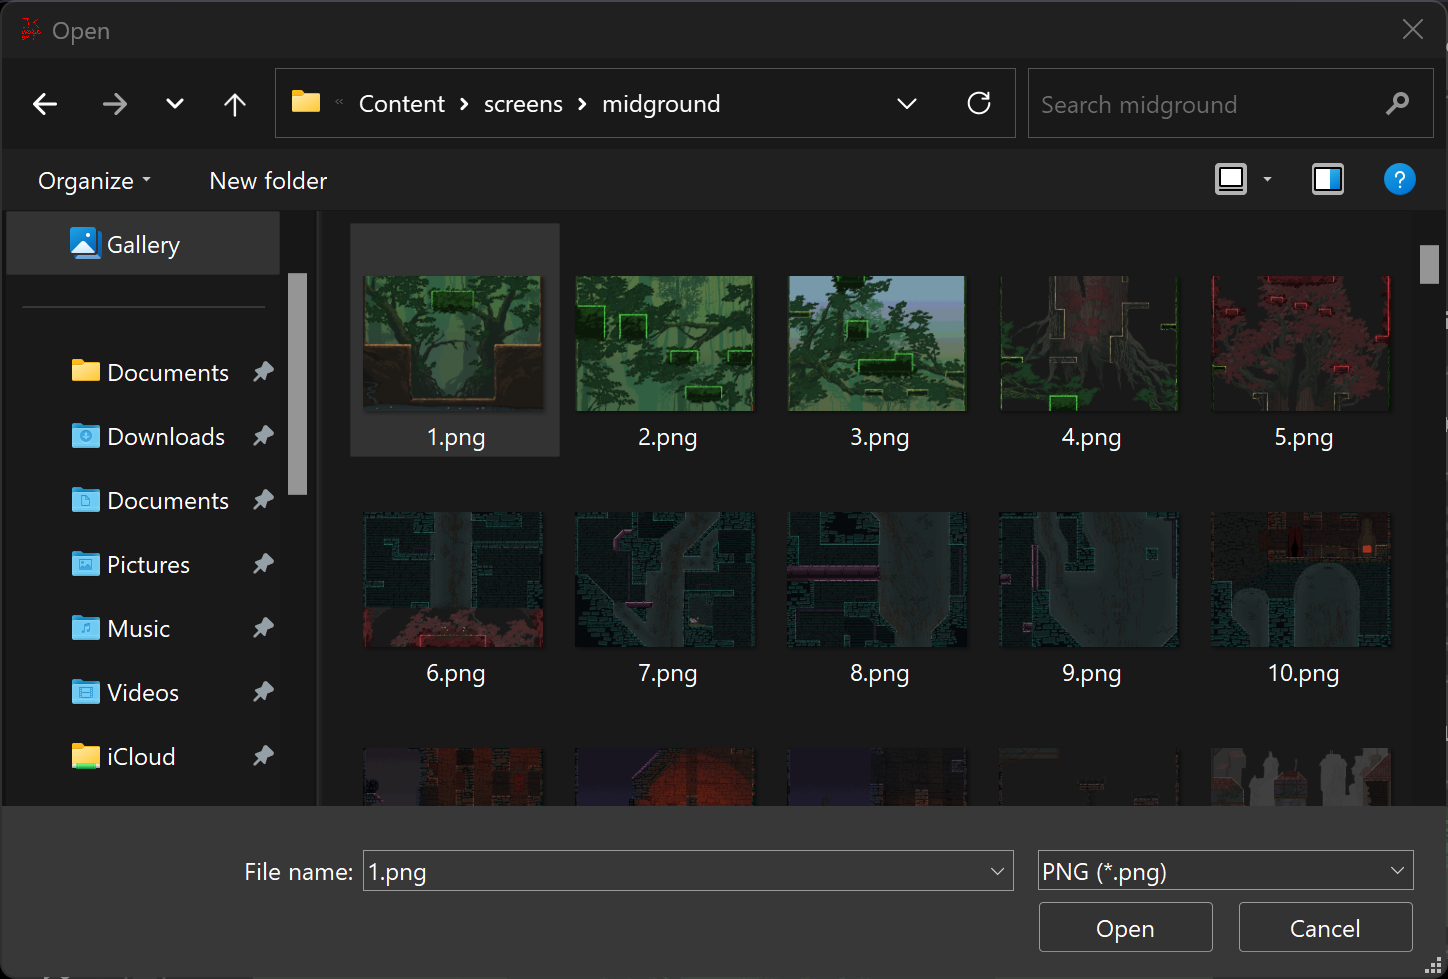 Open
« Content › screens › midground
Search midground
Organize
New folder
?
Gallery
Documents
Downloads
Documents
Pictures
Music
Videos
iCloud
1.png
2.png
3.png
4.png
5.png
6.png
7.png
8.png
9.png
10.png
File name:
1.png
PNG (*.png)
Open
Cancel